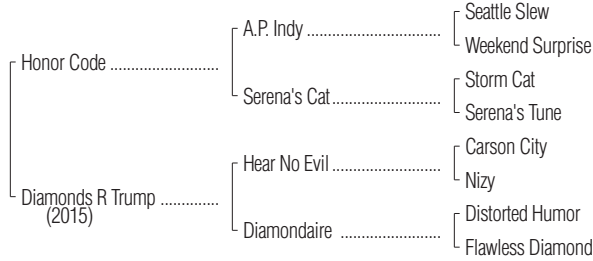 Seattle Slew
A.P. Indy ..............................
Weekend Surprise
Honor Code ........................
Storm Cat
Serena's Cat........................
Serena's Tune
Carson City
Hear No Evil........................
Nizy
Diamonds R Trump .............
(2015)
Distorted Humor
Diamondaire ......................
Flawless Diamond